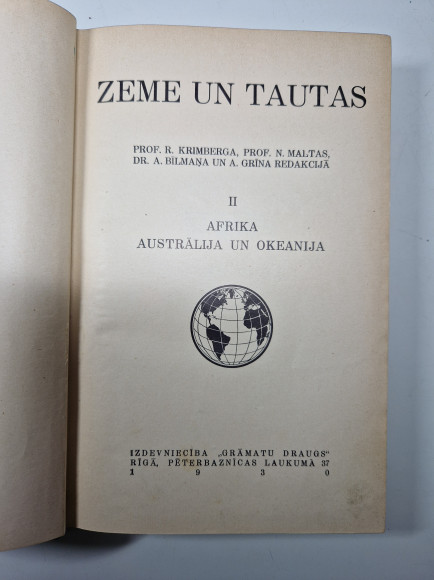 ZEME UN TAUTAS
PROF. R. KRIMBERGA, PROF. N. MALTAS,
DR. A. BĪLMAŅA UN A. GRĪNA REDAKCIJĀ
II
AFRIKA
AUSTRĀLIJA UN OKEANIJA
IZDEVNIECĪBA „GRĀMATU DRAUGS"
RĪGĀ, PĒTERBAZNĪCAS LAUKUMĀ 37
1 9 3 0